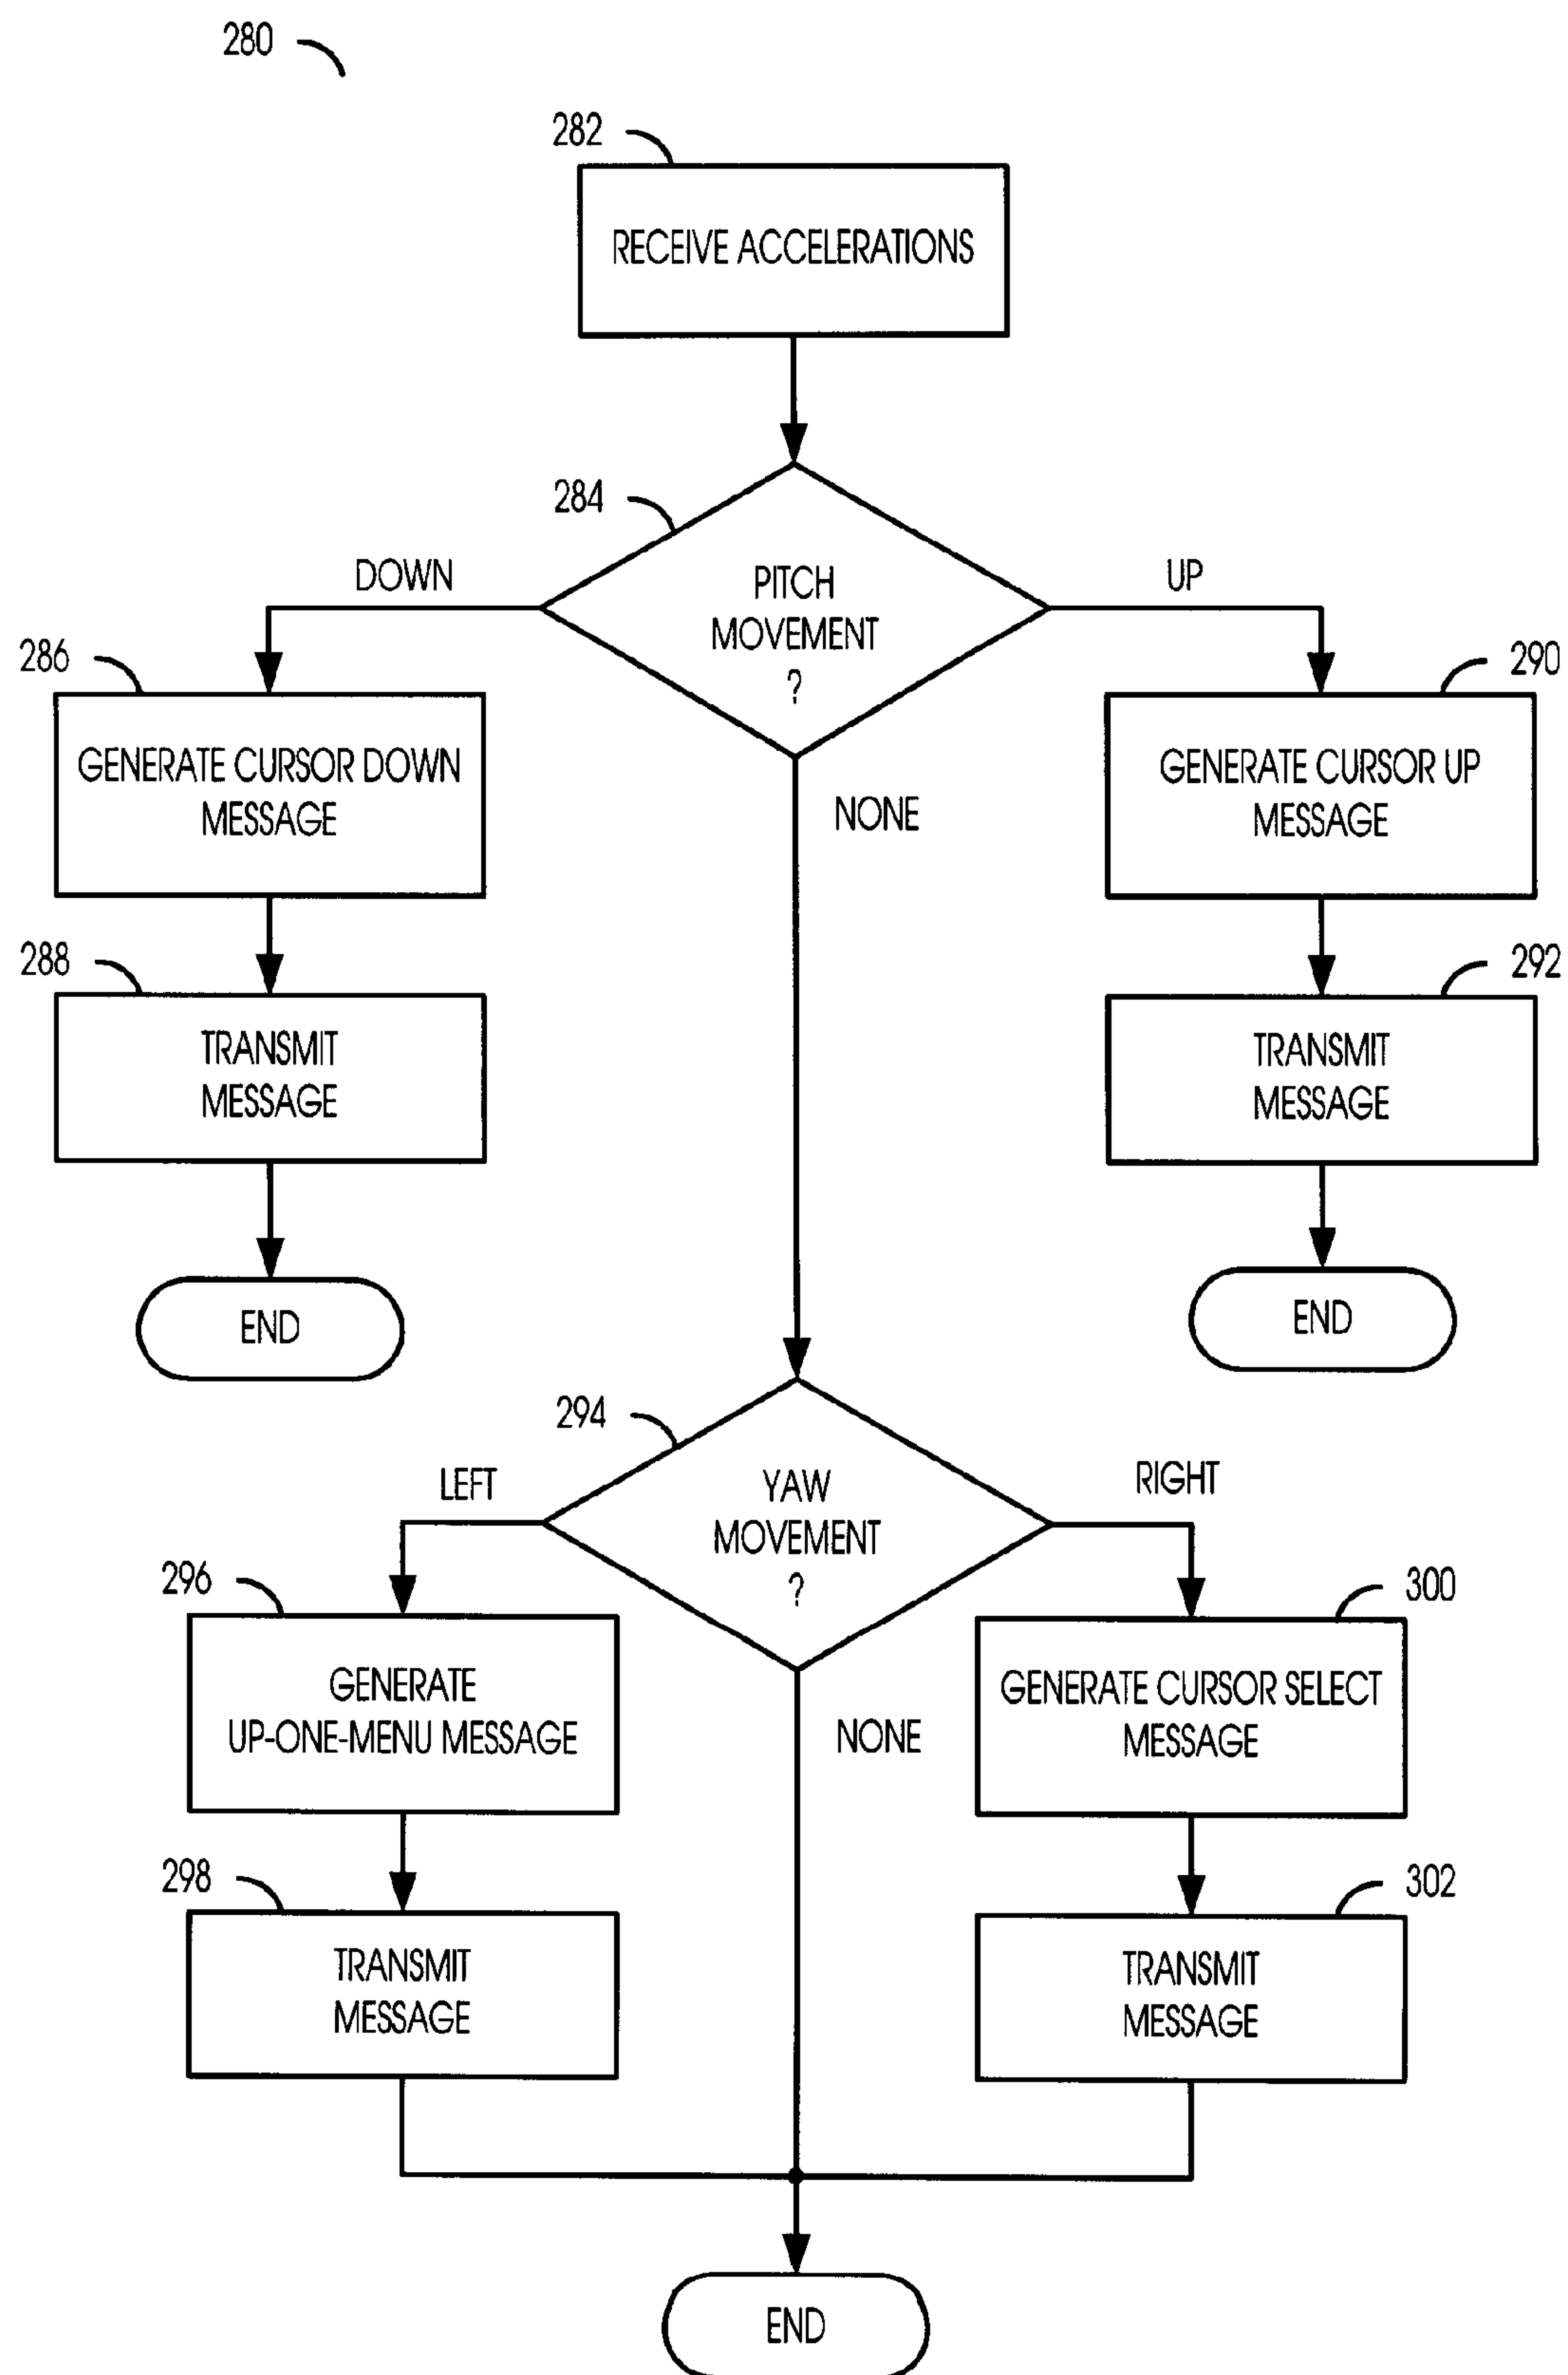 280
282
RECEIVE ACCELERATIONS
284
PITCH
MOVEMENT
?
DOWN
UP
NONE
286
GENERATE CURSOR DOWN
MESSAGE
290
GENERATE CURSOR UP
MESSAGE
288
TRANSMIT
MESSAGE
292
TRANSMIT
MESSAGE
END
END
294
YAW
MOVEMENT
?
LEFT
RIGHT
NONE
296
GENERATE
UP-ONE-MENU MESSAGE
300
GENERATE CURSOR SELECT
MESSAGE
298
TRANSMIT
MESSAGE
302
TRANSMIT
MESSAGE
END